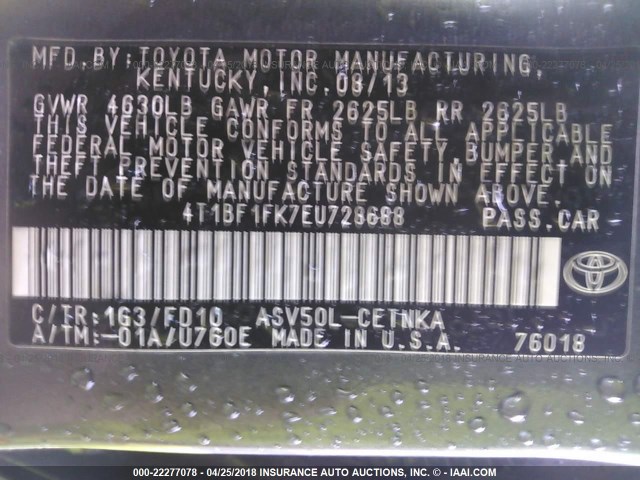 MFD. BY: TOYOTA MOTOR MANUFACTURING,
KENTUCKY, INC. 09/13
GVWR 4630LB GAWR FR 2625LB RR 2625LB
THIS VEHICLE CONFORMS TO ALL APPLICABLE
FEDERAL MOTOR VEHICLE SAFETY, BUMPER AND
THEFT PREVENTION STANDARDS IN EFFECT ON
THE DATE OF MANUFACTURE SHOWN ABOVE.
4T1BF1FK7EU728688 PASS.CAR
C/TR: 163/FD10 ASV50L-CETNKA
A/TM:-01A/U760E MADE IN U.S.A. 76018
000-22277078 - 04/25/2018 INSURANCE AUTO AUCTIONS, INC. - © IAAI.COM